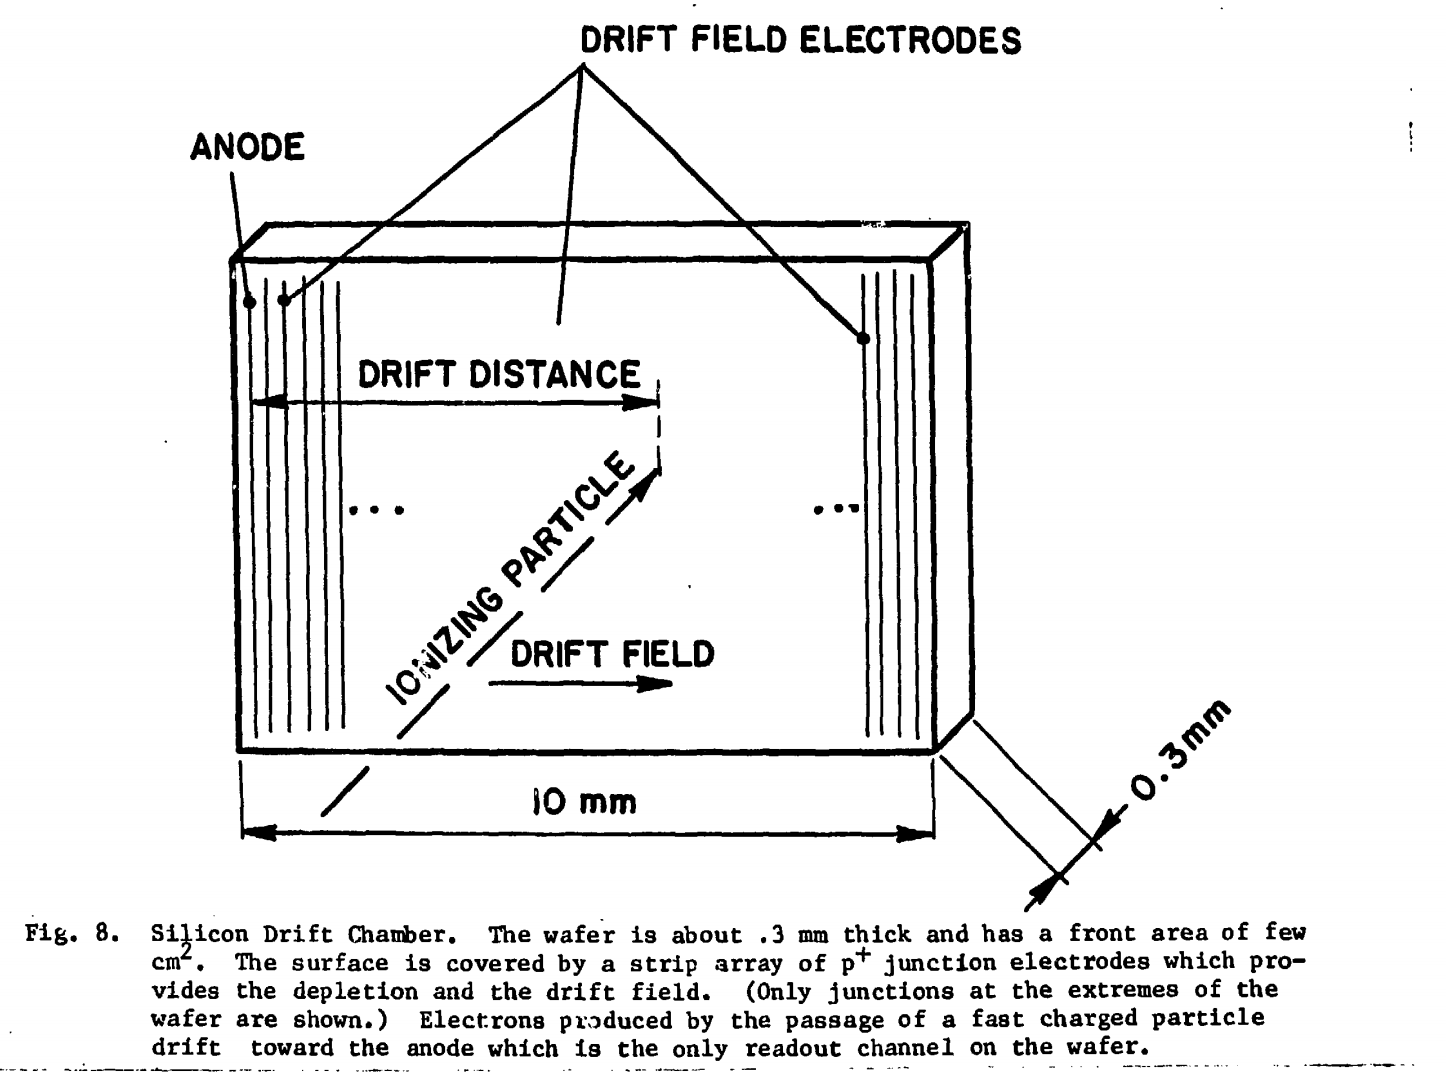 DRIFT FIELD ELECTRODES
ANODE
DRIFT DISTANCE
IONIZING PARTICLE
DRIFT FIELD
10 mm
0.3mm
Fig. 8. Silicon Drift Chamber. The wafer is about .3 mm thick and has a front area of few
cm². The surface is covered by a strip array of p⁺ junction electrodes which pro-
vides the depletion and the drift field. (Only junctions at the extremes of the
wafer are shown.) Electrons produced by the passage of a fast charged particle
drift toward the anode which is the only readout channel on the wafer.